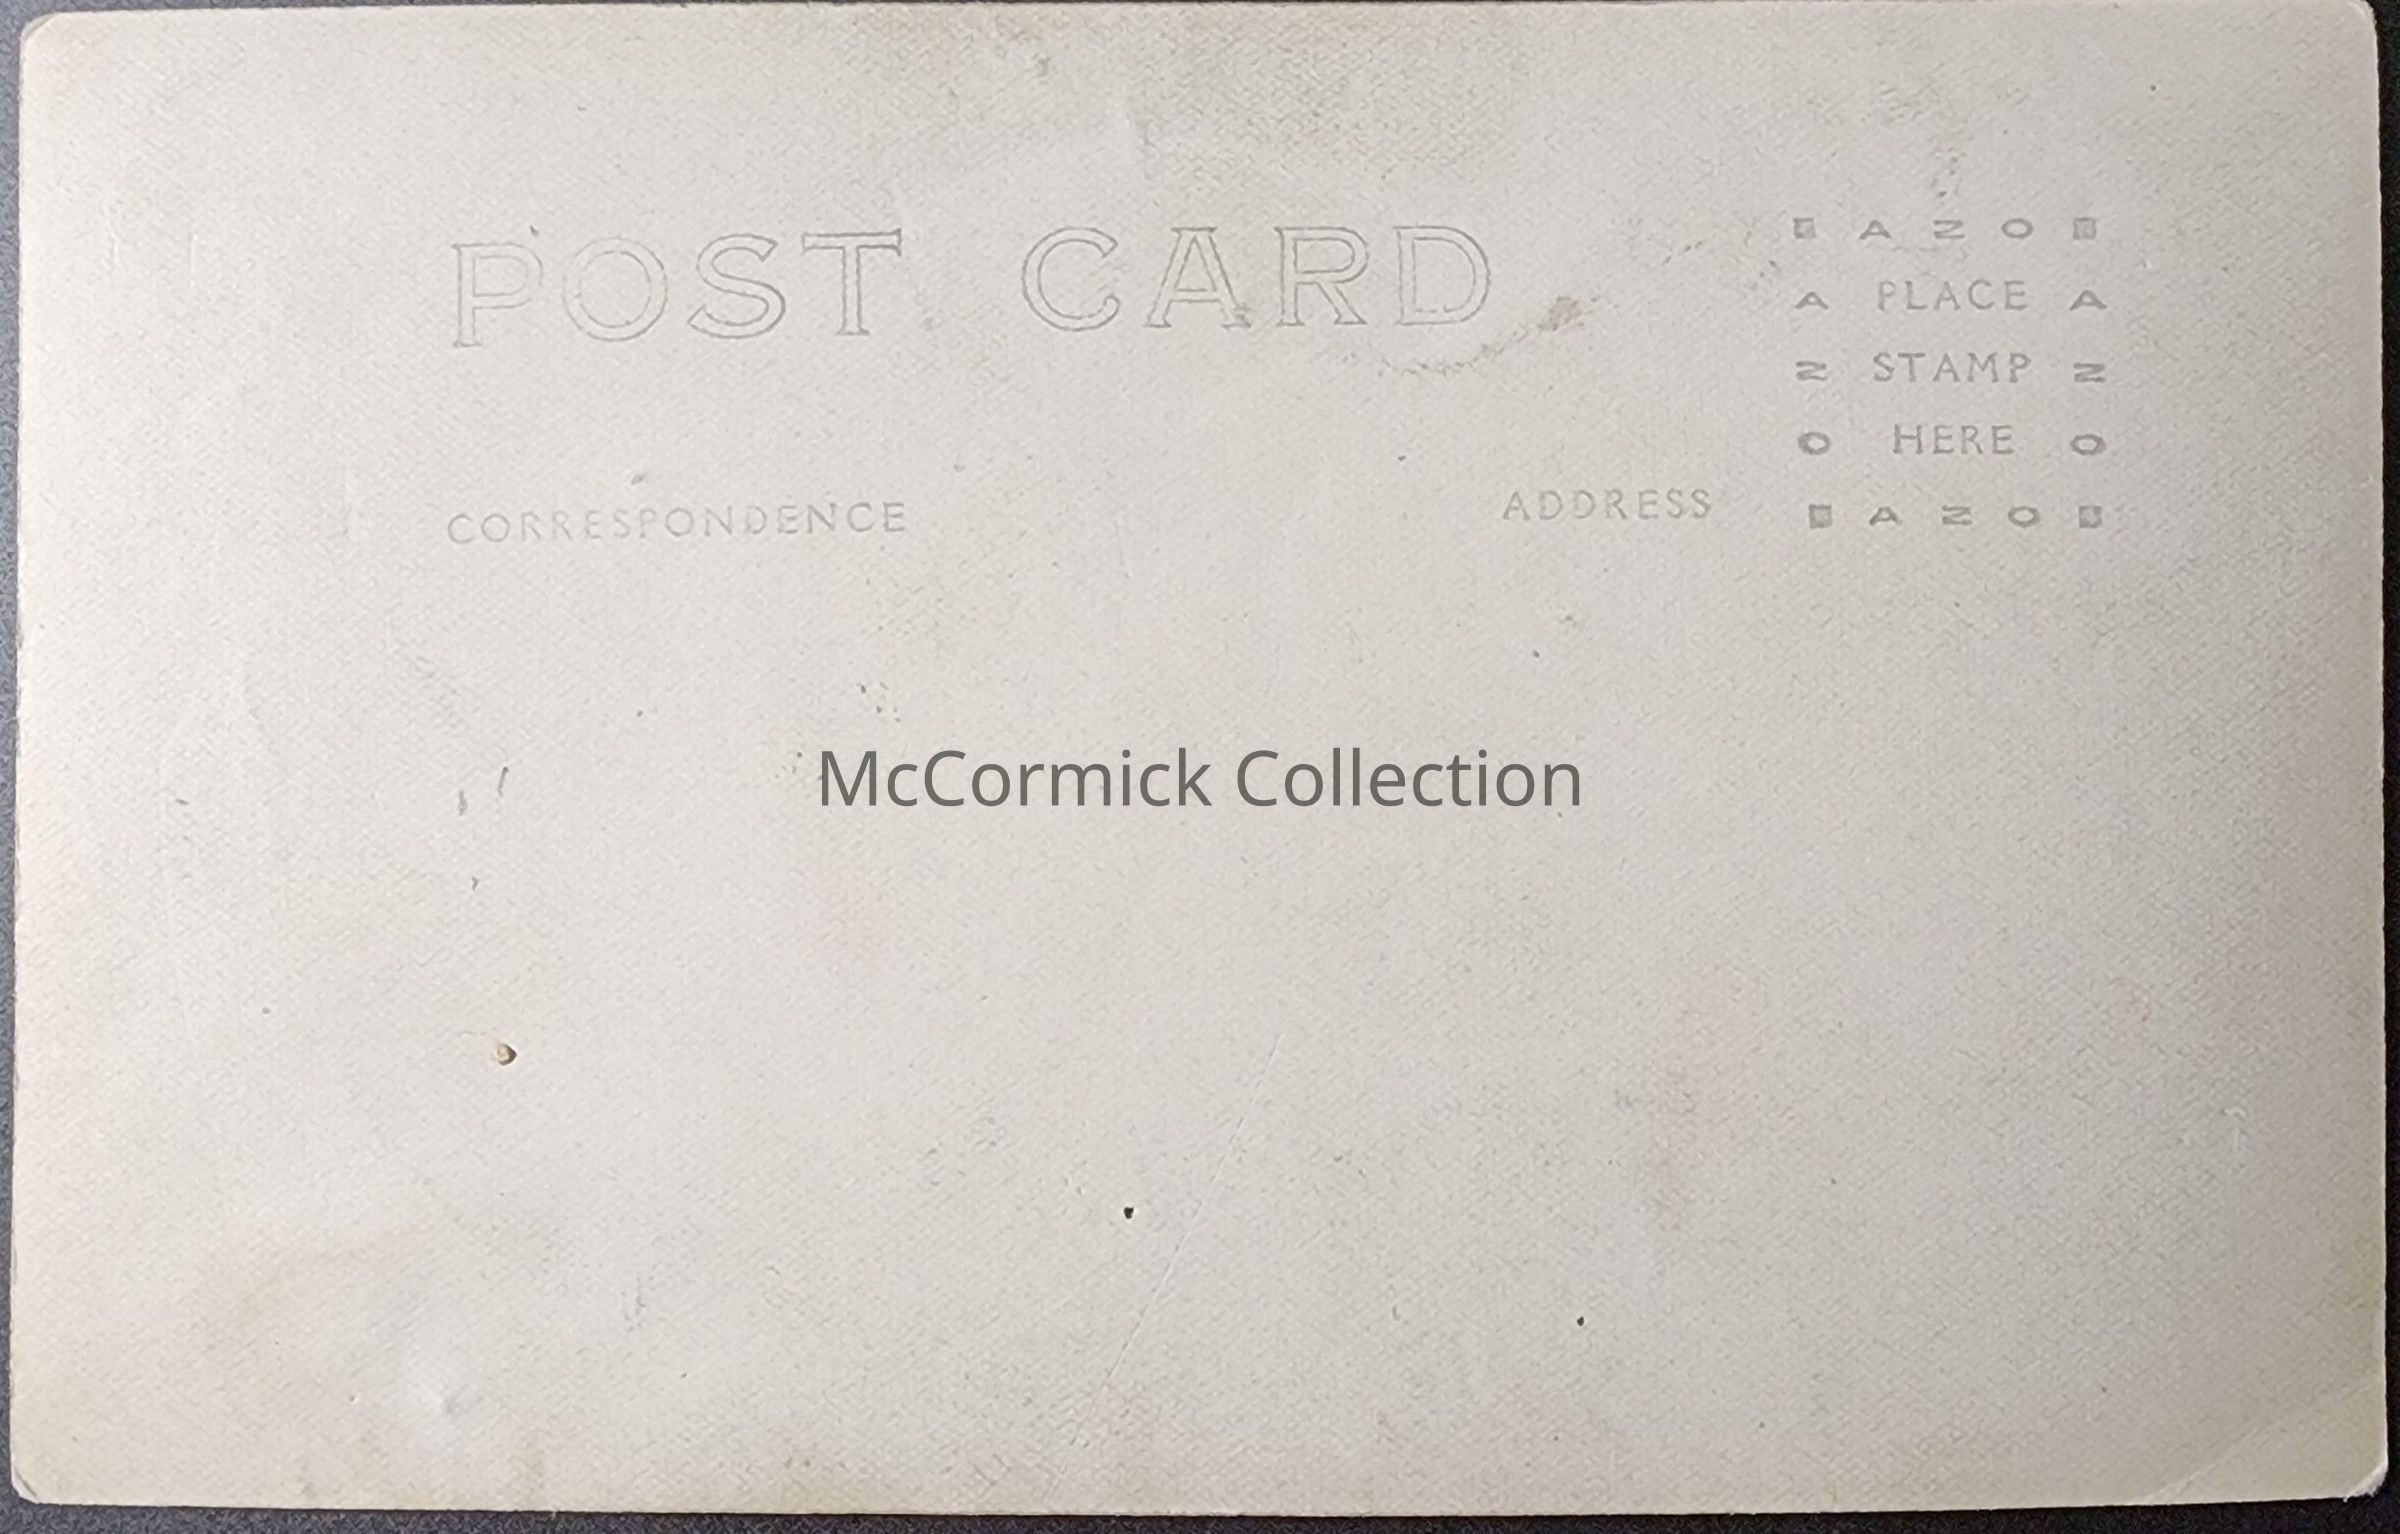 POST CARD
AZO
A PLACE A
Z STAMP Z
O HERE O
AZO
CORRESPONDENCE
ADDRESS
McCormick Collection